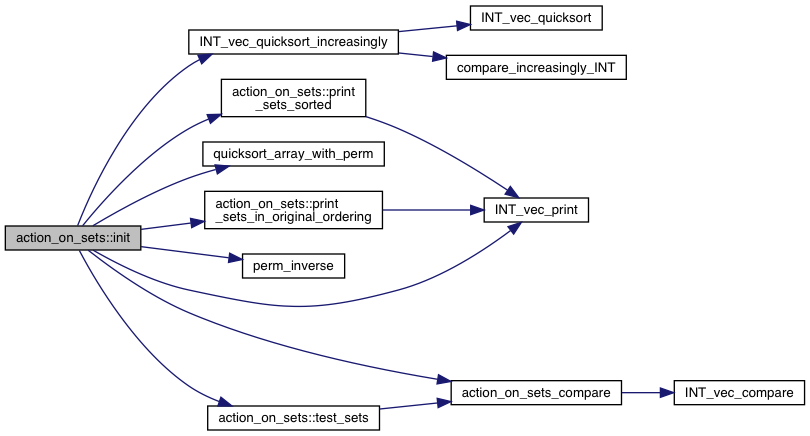 INT_vec_quicksort
INT_vec_quicksort_increasingly
compare_increasingly_INT
action_on_sets::print
_sets_sorted
quicksort_array_with_perm
action_on_sets::print
_sets_in_original_ordering
INT_vec_print
action_on_sets::init
perm_inverse
action_on_sets_compare
INT_vec_compare
action_on_sets::test_sets